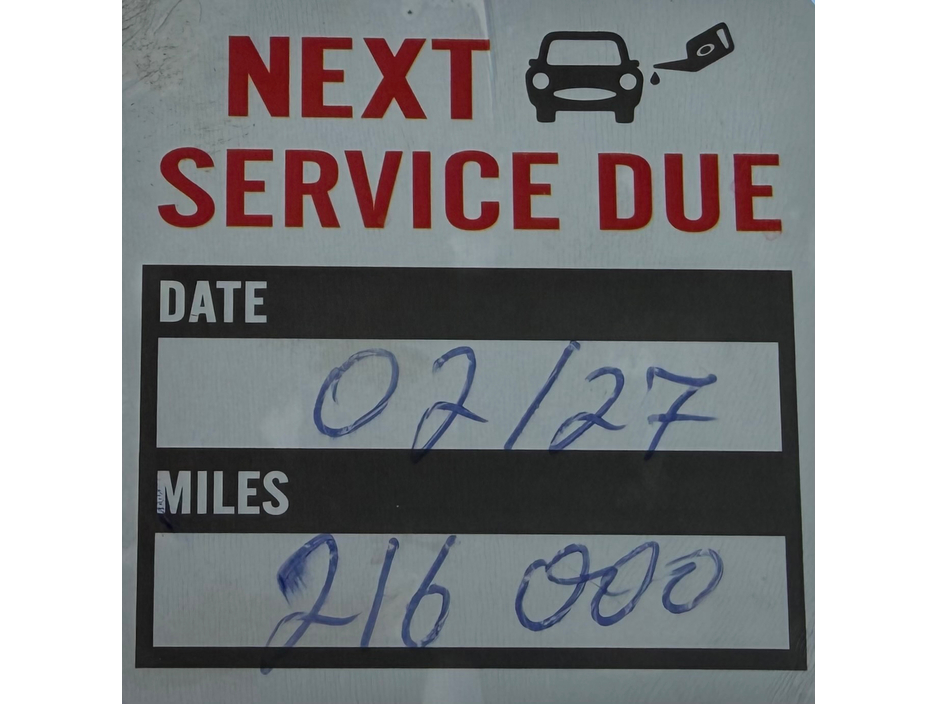 NEXT
SERVICE DUE
DATE
02/27
MILES
216 000